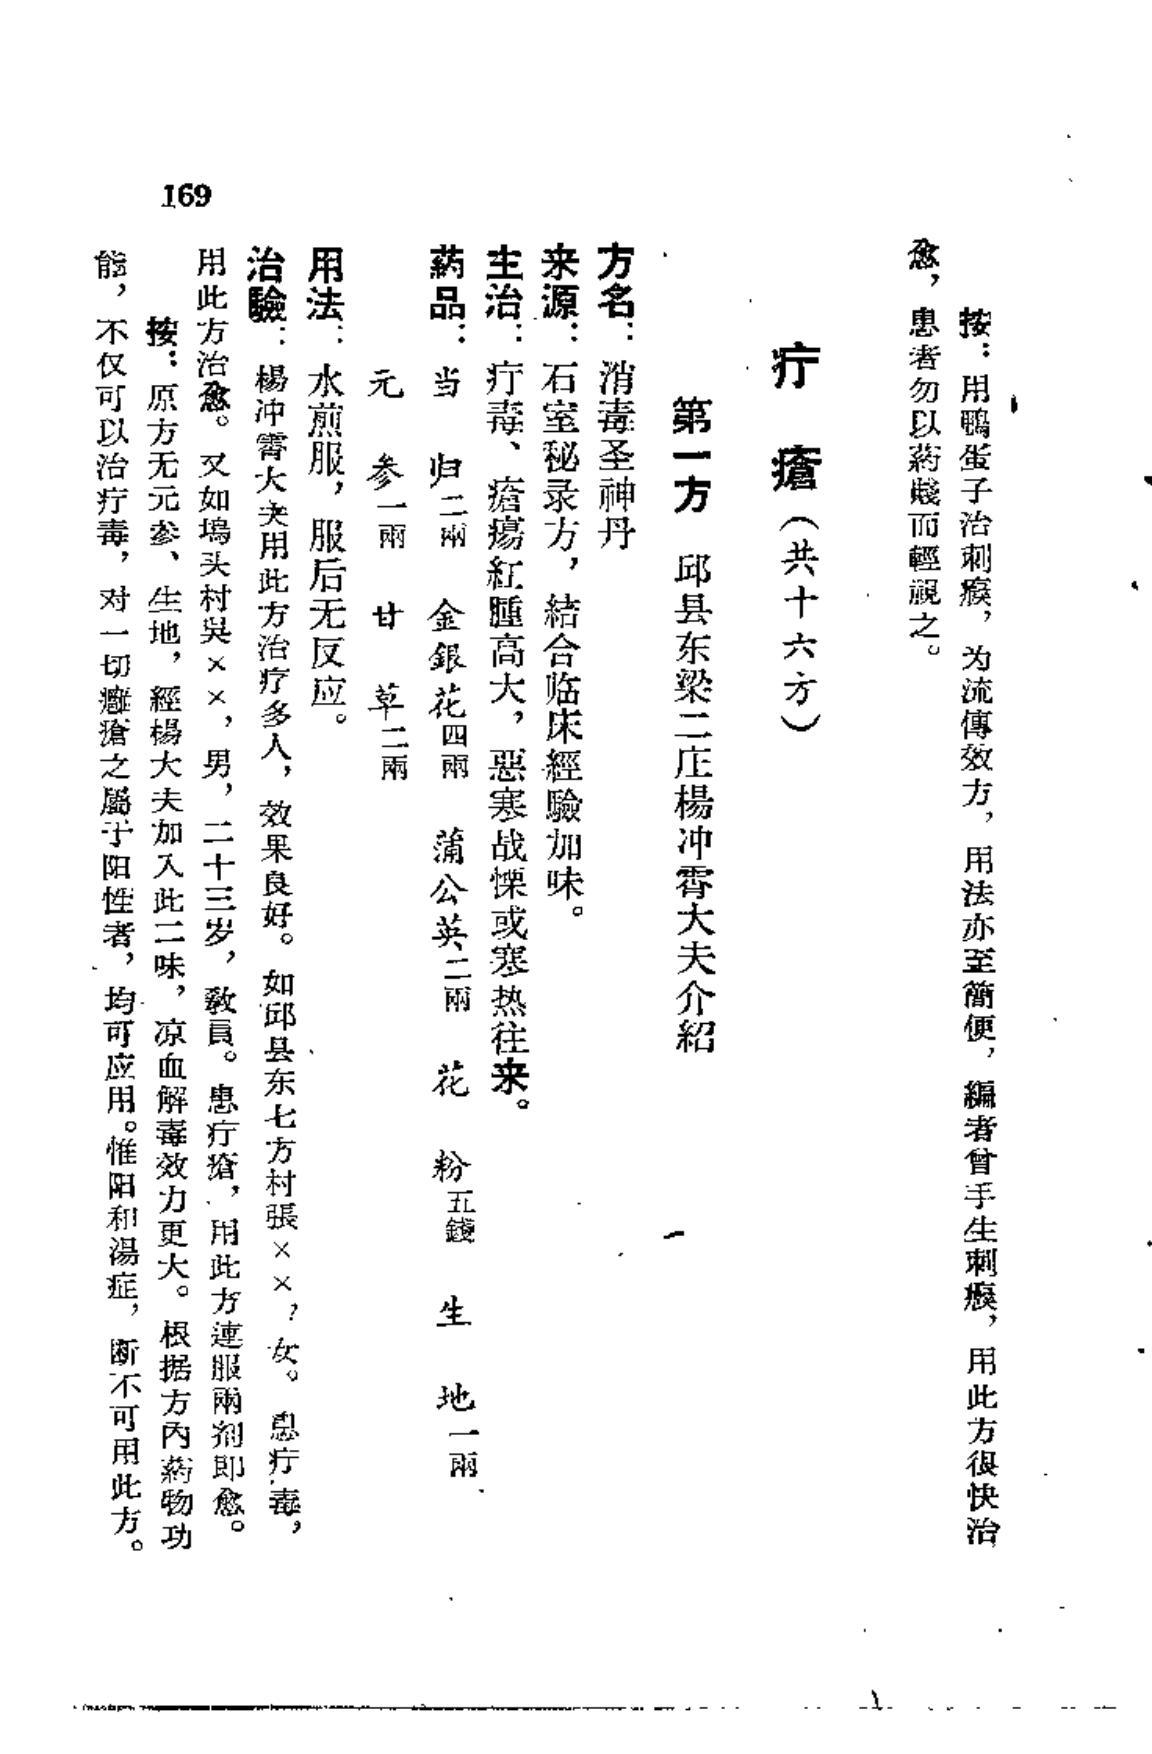 按：用鴨蛋子治刺瘊，为流傳效方，用法亦至簡便，編者曾手生刺瘊，用此方很快治
愈，患者勿以葯賤而輕视之。
疔瘡（共十六方）
第一方　邱县东梁二庄楊冲霄大夫介紹
方名：消毒圣神丹
来源：石室秘录方，結合临床經驗加味。
主治：疔毒、瘡瘍紅腫高大，惡寒战慄或寒热往来。
葯品：当归二兩　金銀花四兩　蒲公英二兩　花粉五錢　生地一兩
元参一兩　甘草二兩
用法：水煎服，服后无反应。
治驗：楊冲霄大夫用此方治疗多人，效果良好。如邱县东七方村張××，女。患疔毒，
用此方治愈。又如塢头村吳××，男，二十三岁，教員。患疔瘡，用此方連服兩剂即愈。
按：原方无元参、生地，經楊大夫加入此二味，凉血解毒效力更大。根据方內葯物功
能，不仅可以治疗毒，对一切癰瘡之屬于阳性者，均可应用。惟阳和湯症，断不可用此方。
169